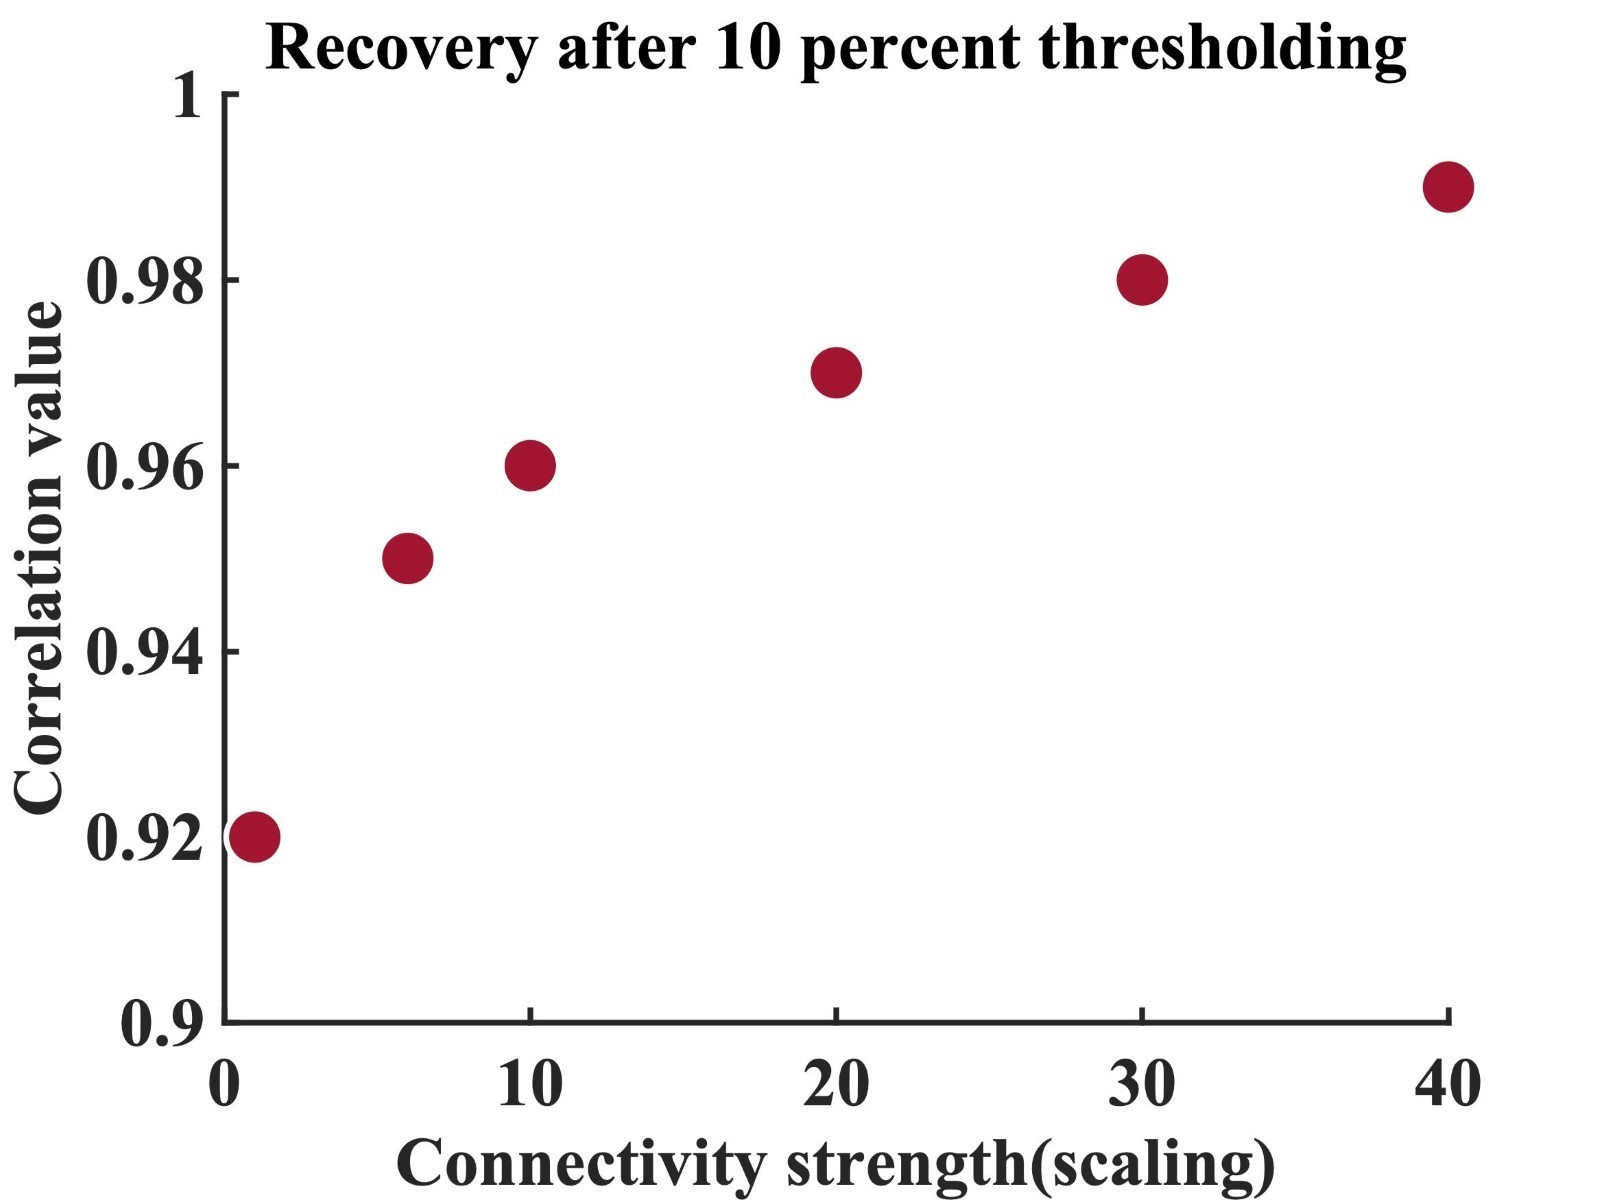 Recovery after 10 percent thresholding
1
0.98
0.96
0.94
0.92
0.9
Correlation value
0 10 20 30 40
Connectivity strength(scaling)